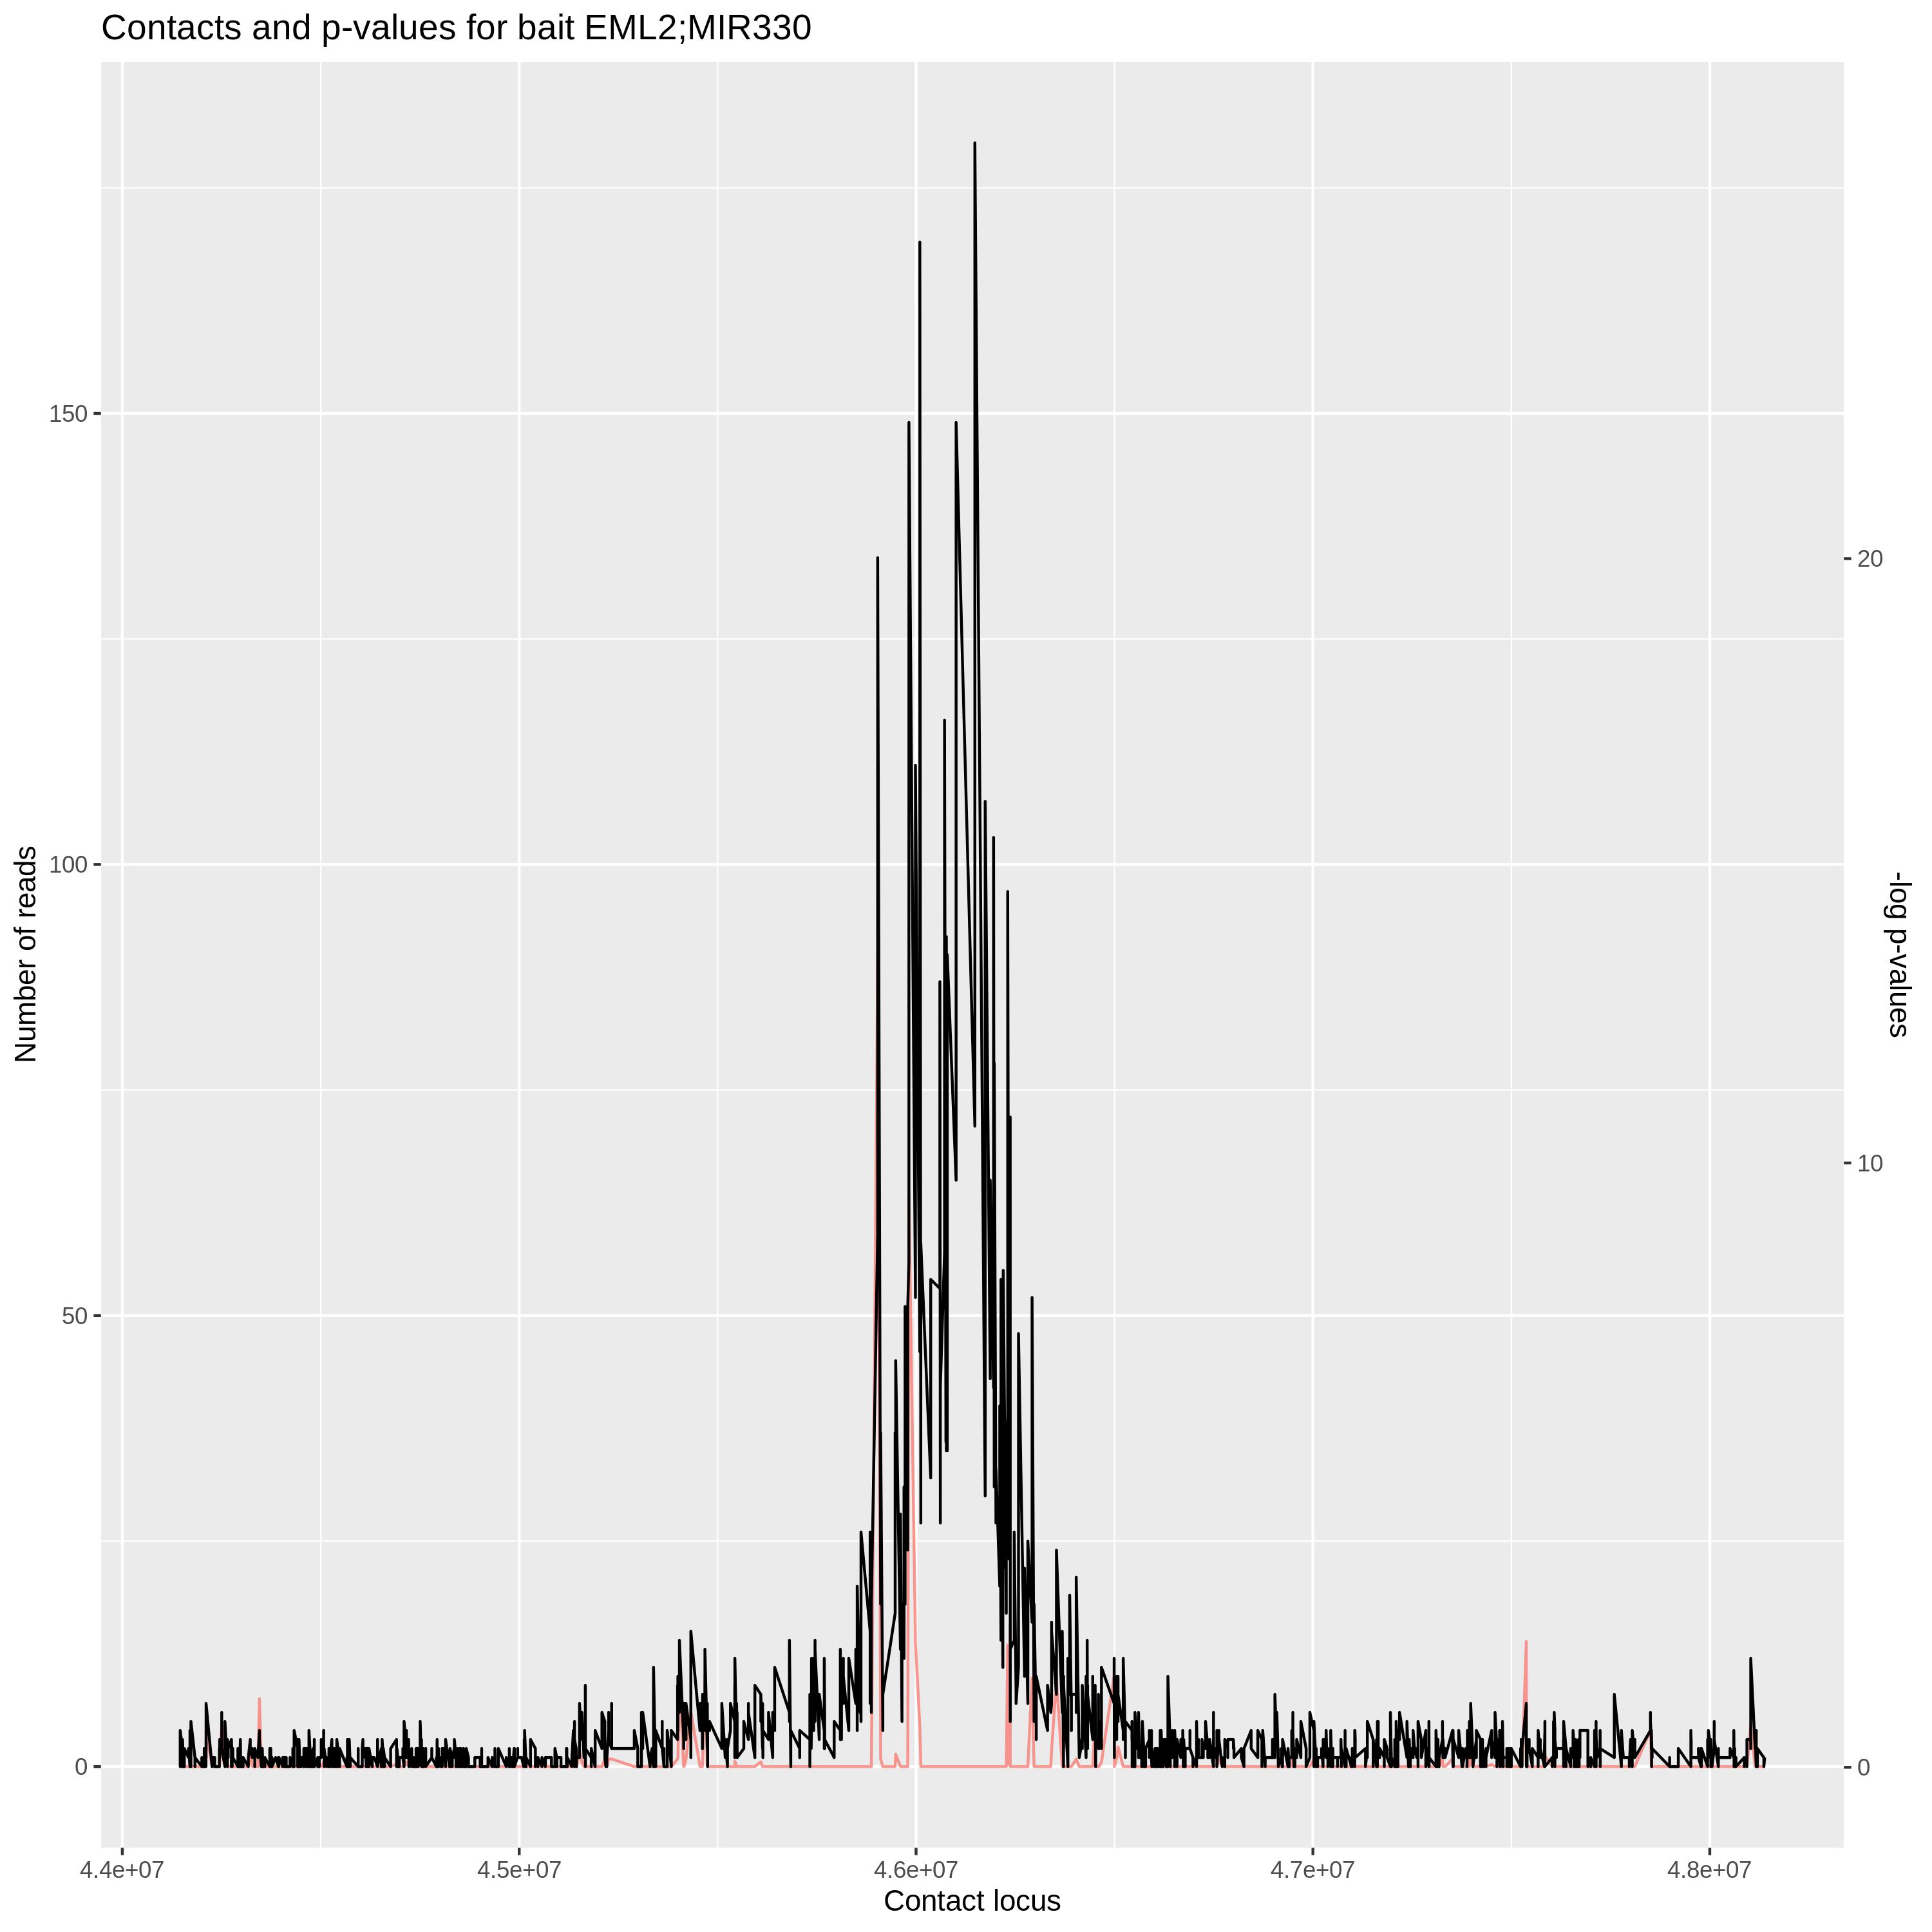 Contacts and p-values for bait EML2;MIR330
150
100
50
0
Number of reads
20
10
0
-log p-values
4.4e+07
4.5e+07
4.6e+07
4.7e+07
4.8e+07
Contact locus